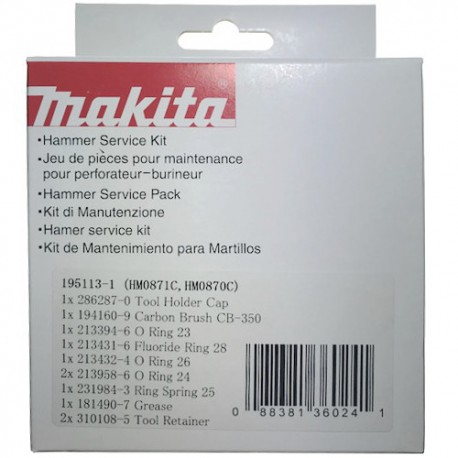 makita
•Hammer Service Kit
•Jeu de pièces pour maintenance
pour perforateur-burineur
•Hammer Service Pack
•Kit di Manutenzione
•Hamer service kit
•Kit de Mantenimiento para Martillos
195113-1 (HM0871C, HM0870C)
1x 286287-0 Tool Holder Cap
1x 194160-9 Carbon Brush CB-350
1x 213394-6 O Ring 23
1x 213431-6 Fluoride Ring 28
1x 213432-4 O Ring 26
2x 213958-6 O Ring 24
1x 231984-3 Ring Spring 25
1x 181490-7 Grease
2x 310108-5 Tool Retainer
0 88381 36024 1